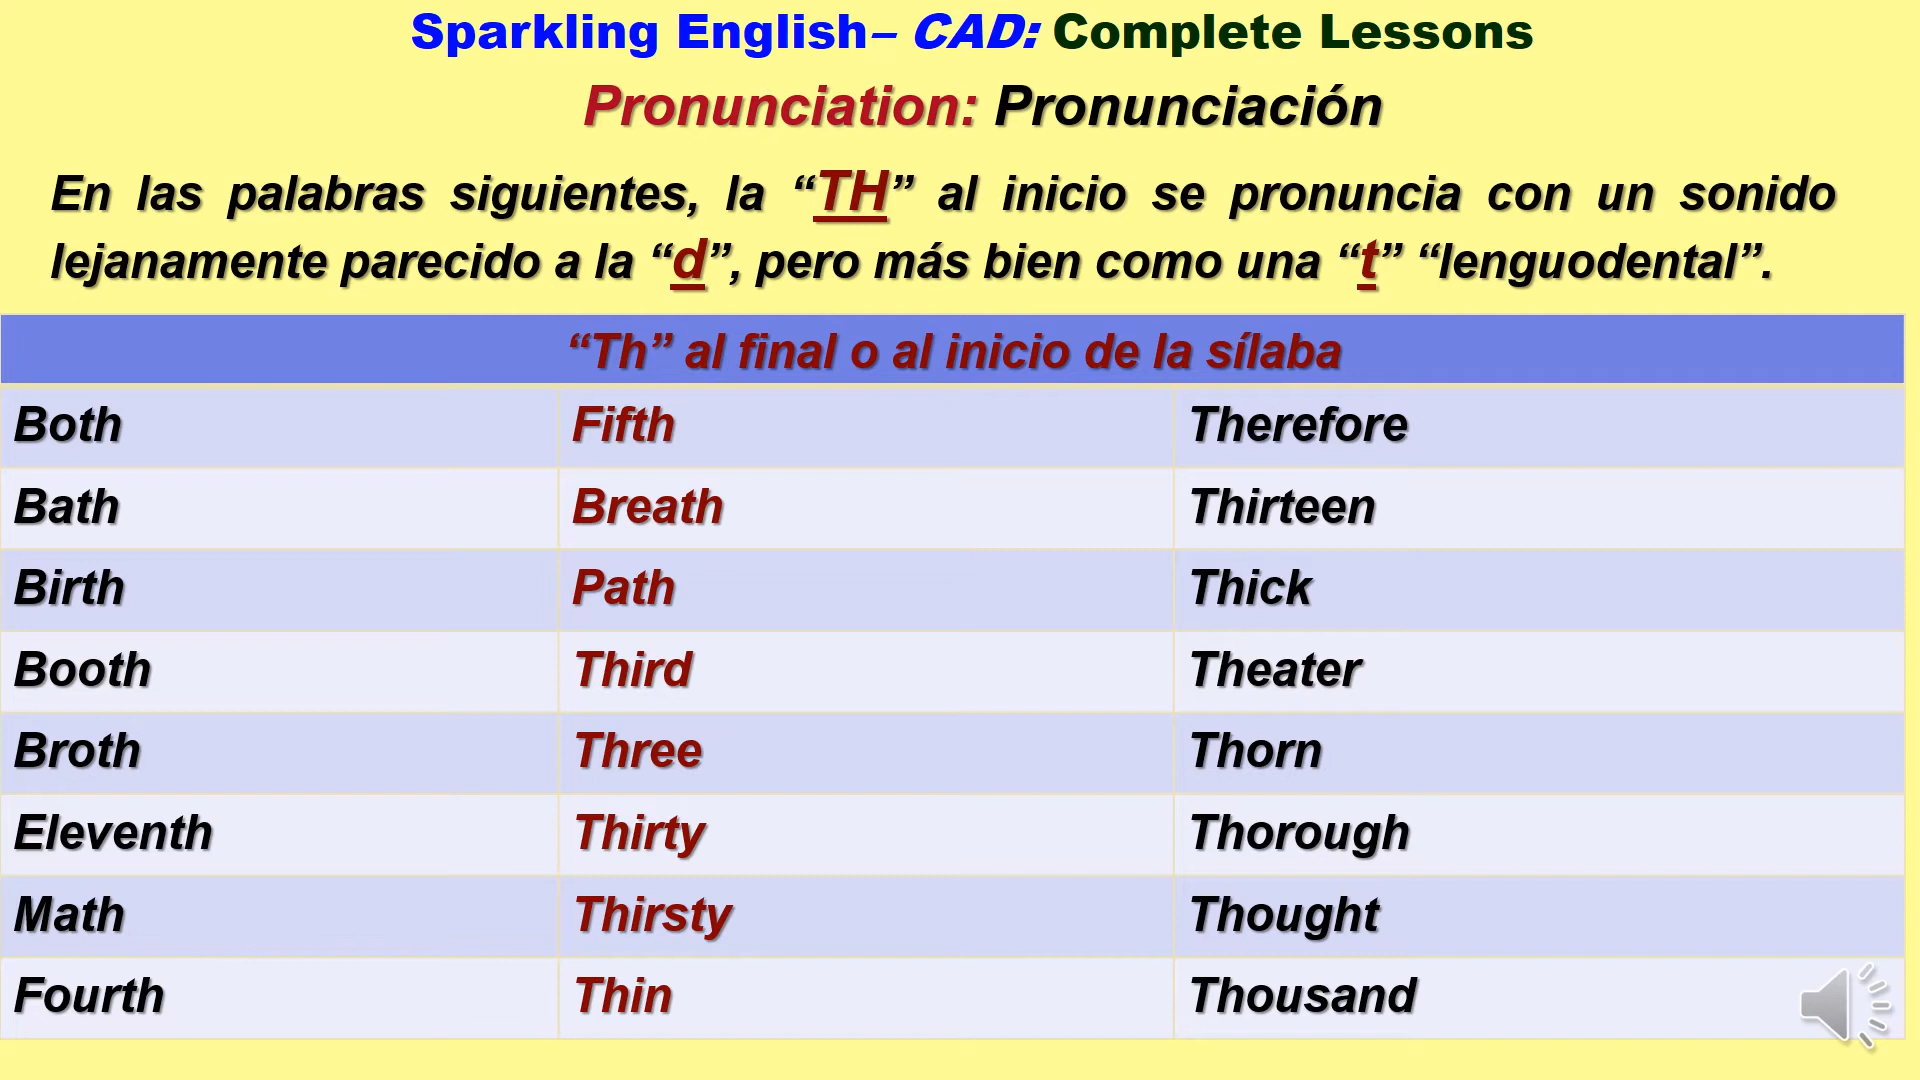 Sparkling English– CAD: Complete Lessons
Pronunciation: Pronunciación
En las palabras siguientes, la “TH” al inicio se pronuncia con un sonido
lejanamente parecido a la “d”, pero más bien como una “t” “lenguodental”.
“Th” al final o al inicio de la sílaba
Both Fifth Therefore
Bath Breath Thirteen
Birth Path Thick
Booth Third Theater
Broth Three Thorn
Eleventh Thirty Thorough
Math Thirsty Thought
Fourth Thin Thousand